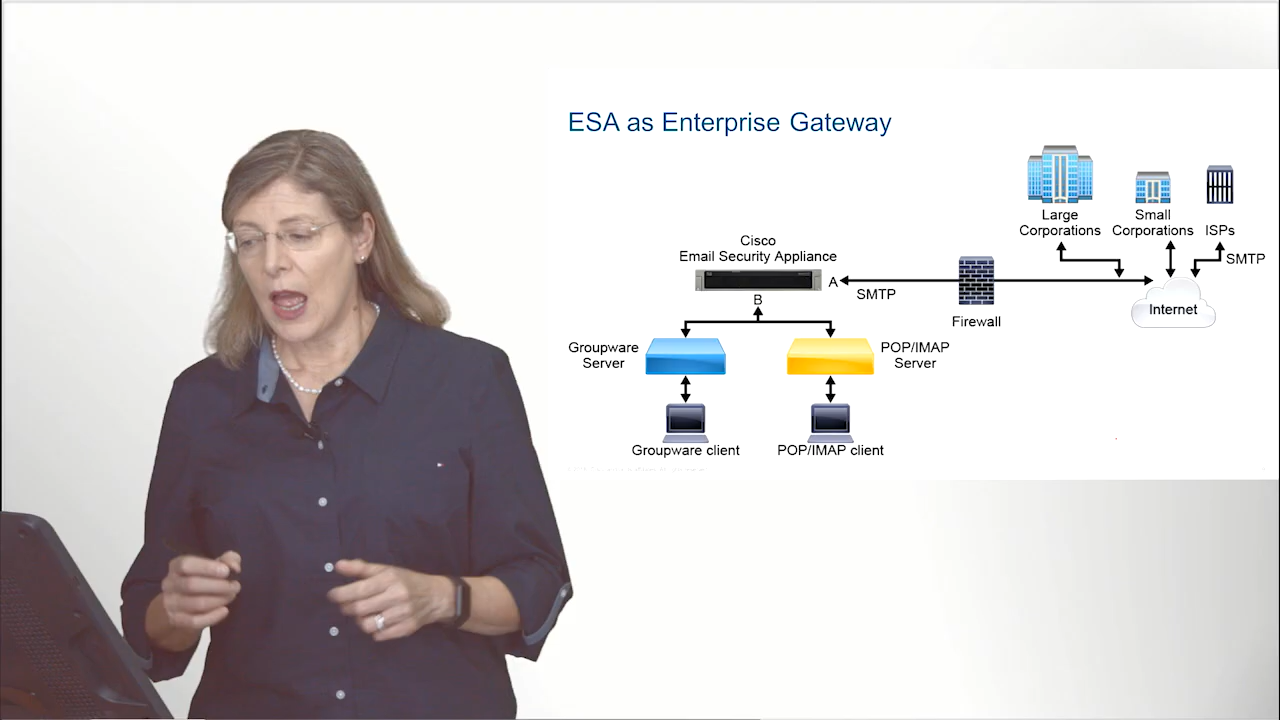 ESA as Enterprise Gateway
Large
Corporations
Small
Corporations
ISPs
SMTP
Cisco
Email Security Appliance
A
SMTP
B
Firewall
Internet
Groupware
Server
POP/IMAP
Server
Groupware client
POP/IMAP client